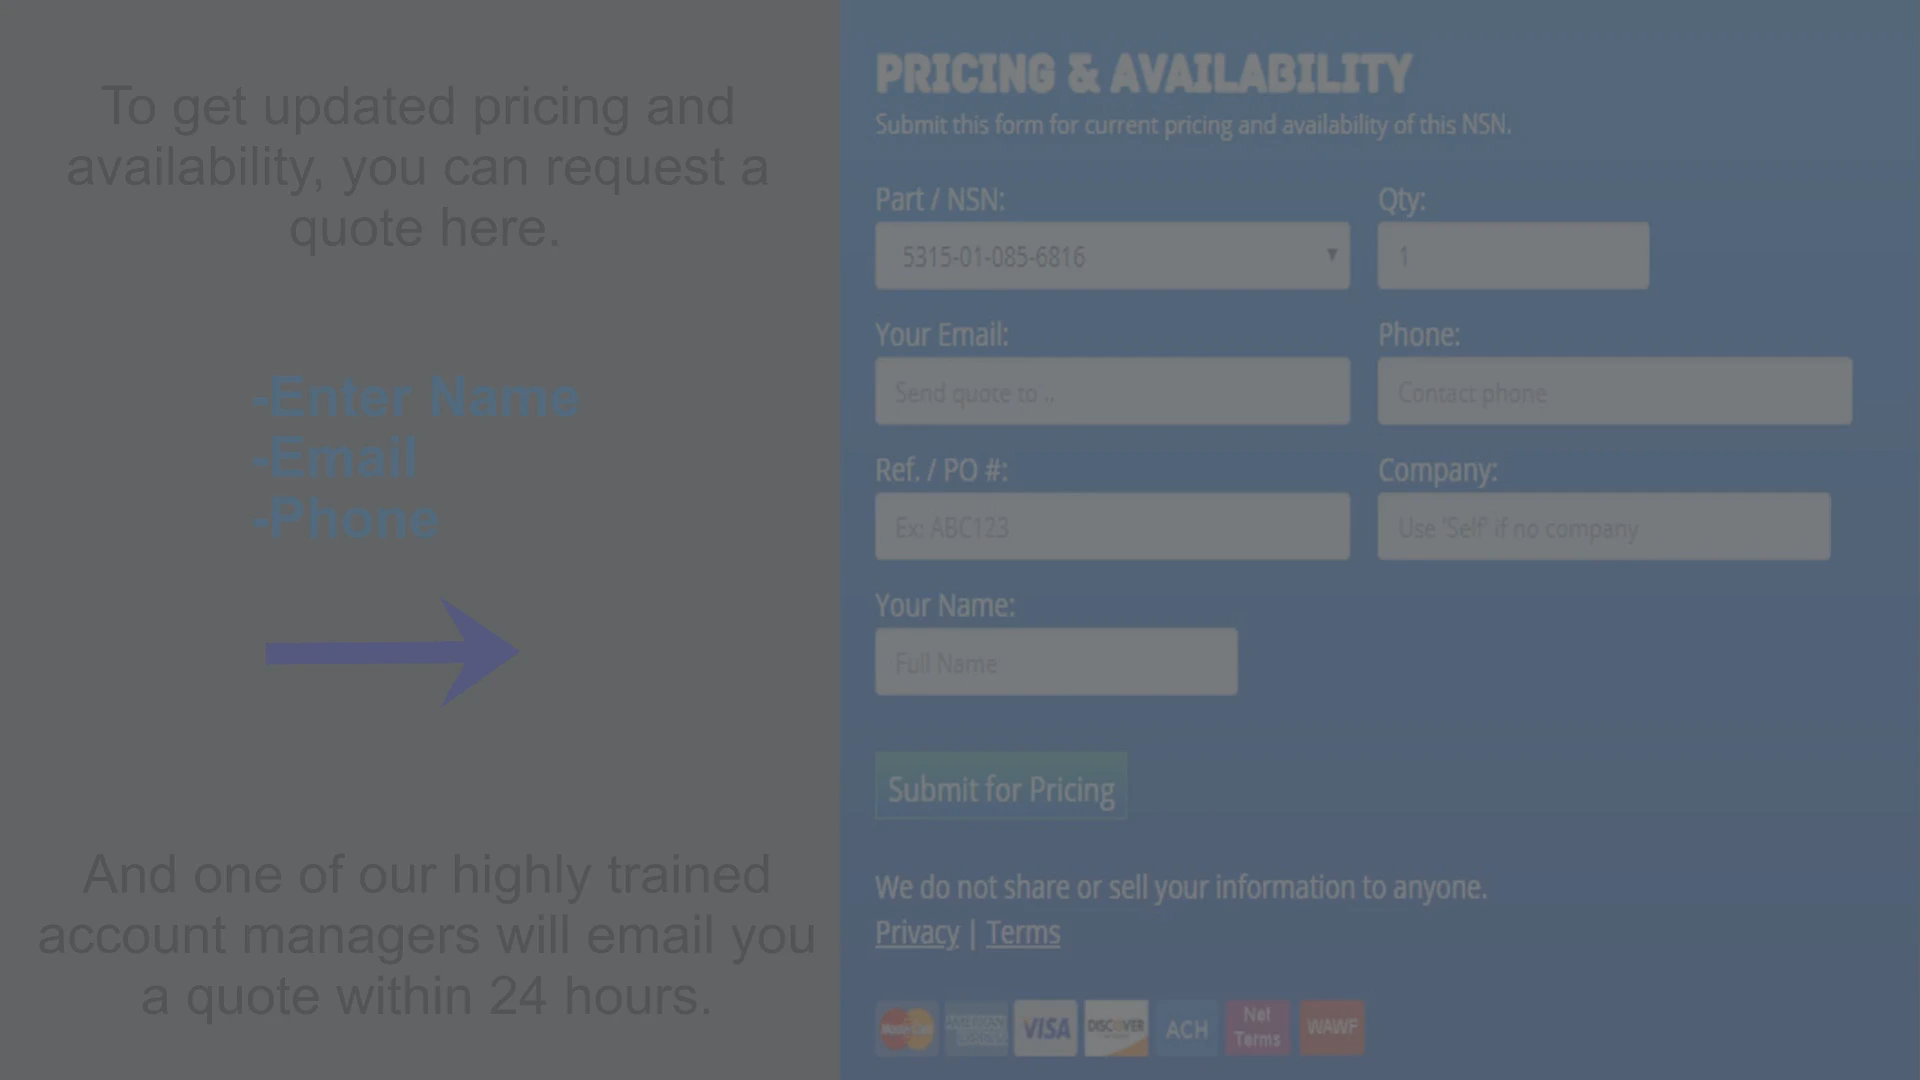 To get updated pricing and
availability, you can request a
quote here.
-Enter Name
-Email
-Phone
And one of our highly trained
account managers will email you
a quote within 24 hours.
PRICING & AVAILABILITY
Submit this form for current pricing and availability of this NSN.
Part / NSN: Qty:
5315-01-085-6816 1
Your Email: Phone:
Send quote to .. Contact phone
Ref. / PO #: Company:
Ex: ABC123 Use 'Self' if no company
Your Name:
Full Name
Submit for Pricing
We do not share or sell your information to anyone.
Privacy | Terms
MasterCard AMERICAN EXPRESS VISA DISCOVER ACH Net Terms WAWF